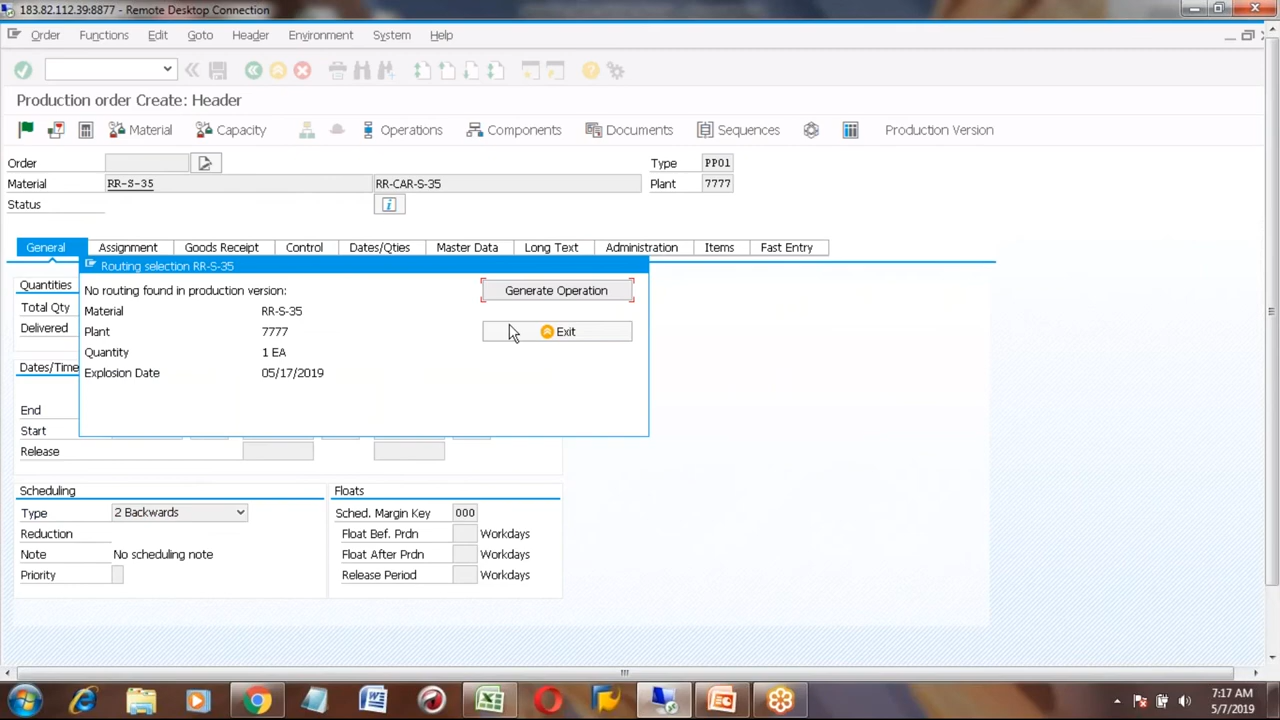 183.82.112.39:8877 - Remote Desktop Connection
Order Functions Edit Goto Header Environment System Help
Production order Create: Header
Material Capacity Operations Components Documents Sequences Production Version
Order Type PP01
Material RR-S-35 RR-CAR-S-35 Plant 7777
Status
General Assignment Goods Receipt Control Dates/Qties Master Data Long Text Administration Items Fast Entry
Routing selection RR-S-35
Quantities
No routing found in production version: Generate Operation
Total Qty
Material RR-S-35
Delivered
Plant 7777 Exit
Quantity 1 EA
Dates/Time
Explosion Date 05/17/2019
End
Start
Release
Scheduling Floats
Type 2 Backwards Sched. Margin Key 000
Reduction Float Bef. Prdn Workdays
Note No scheduling note Float After Prdn Workdays
Priority Release Period Workdays
7:17 AM
5/7/2019